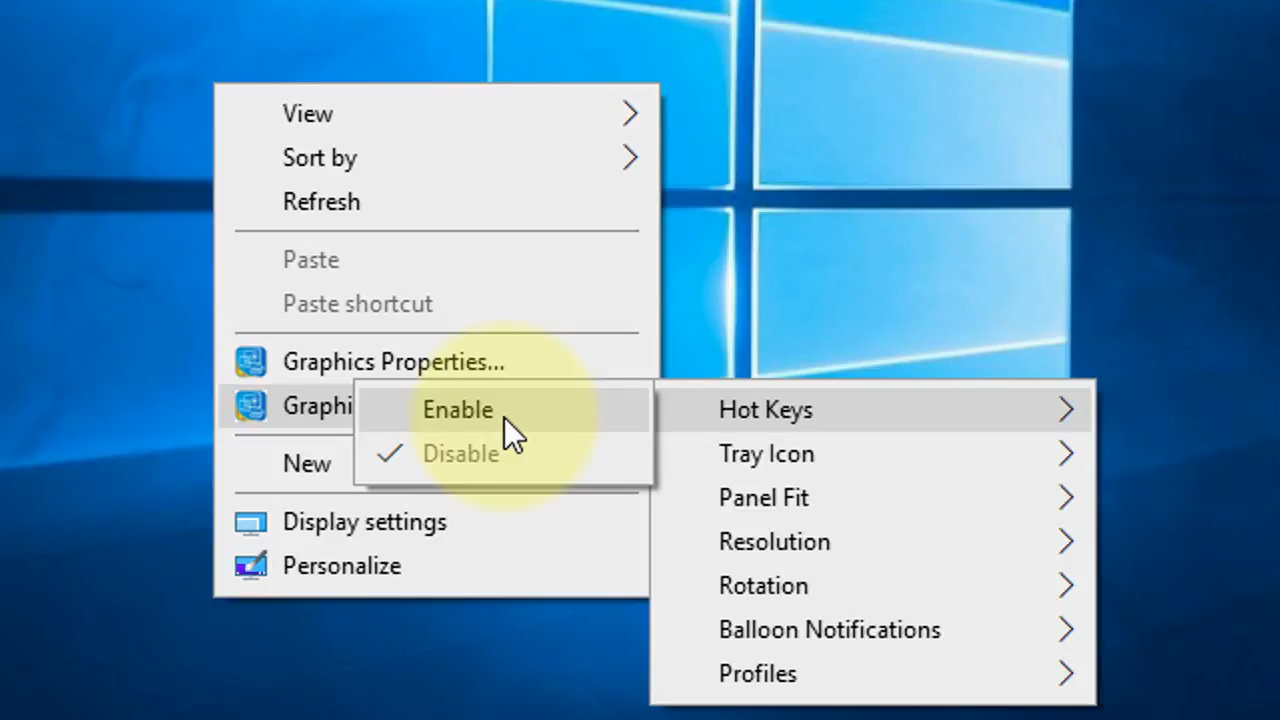 View
Sort by
Refresh
Paste
Paste shortcut
Graphics Properties...
Graphi
New
Display settings
Personalize
Enable
Disable
Hot Keys
Tray Icon
Panel Fit
Resolution
Rotation
Balloon Notifications
Profiles